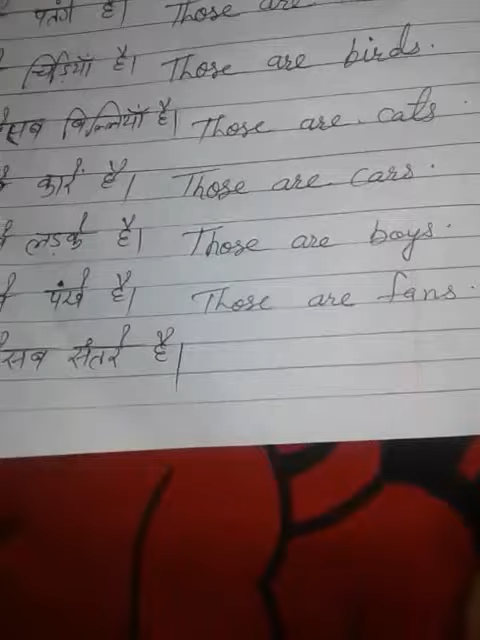 पतंगे है। Those are
चिड़ियाँ है। Those are birds.
सब बिल्लियाँ है। Those are cats.
कारें है। Those are cars.
लड़के है। Those are boys.
पंखे है। Those are fans.
सब संतरे है।